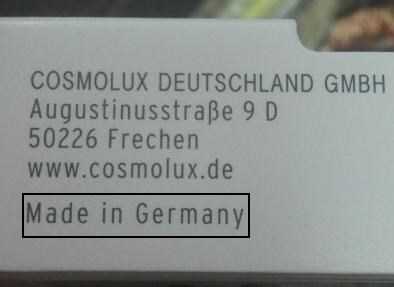 COSMOLUX DEUTSCHLAND GMBH
Augustinusstraße 9 D
50226 Frechen
www.cosmolux.de
Made in Germany